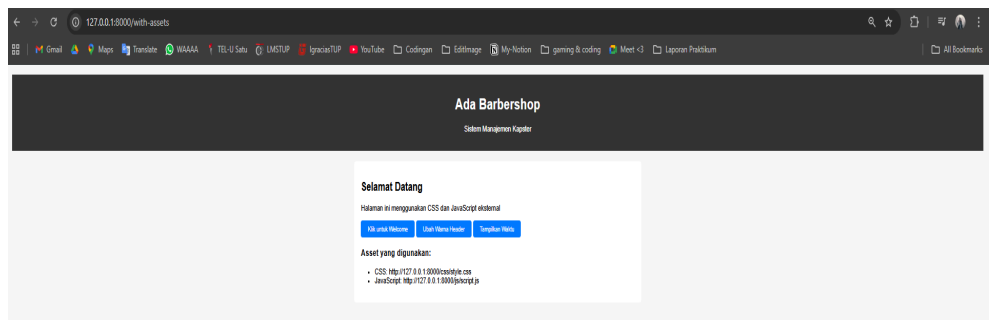 127.0.0.1:8000/with-assets
Gmail Maps Translate WAAAA TEL-U Satu LMSTUP IgraciasTUP YouTube Codingan EditImage My-Notion gaming & coding Meet <3 Laporan Praktikum All Bookmarks
Ada Barbershop
Sistem Manajemen Kapster
Selamat Datang
Halaman ini menggunakan CSS dan JavaScript eksternal
Klik untuk Welcome Ubah Warna Header Tampilkan Waktu
Asset yang digunakan:
CSS: http://127.0.0.1:8000/css/style.css
JavaScript: http://127.0.0.1:8000/js/script.js